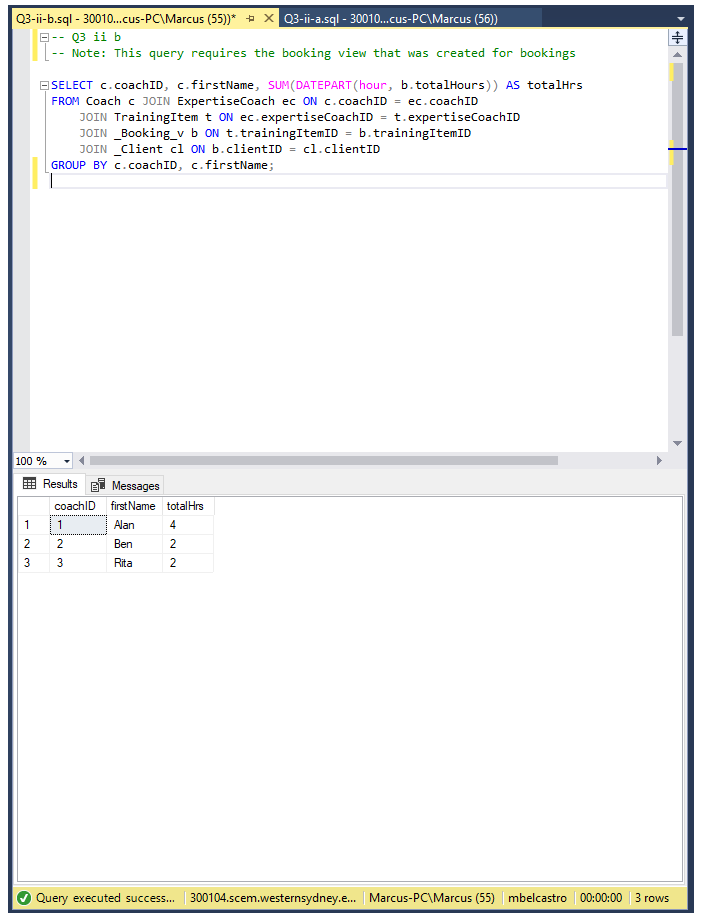 Q3-ii-b.sql - 30010...cus-PC\Marcus (55))* Q3-ii-a.sql - 30010...cus-PC\Marcus (56))
-- Q3 ii b
-- Note: This query requires the booking view that was created for bookings
SELECT c.coachID, c.firstName, SUM(DATEPART(hour, b.totalHours)) AS totalHrs
FROM Coach c JOIN ExpertiseCoach ec ON c.coachID = ec.coachID
JOIN TrainingItem t ON ec.expertiseCoachID = t.expertiseCoachID
JOIN _Booking_v b ON t.trainingItemID = b.trainingItemID
JOIN _Client cl ON b.clientID = cl.clientID
GROUP BY c.coachID, c.firstName;
100 %
Results Messages
coachID firstName totalHrs
1 1 Alan 4
2 2 Ben 2
3 3 Rita 2
Query executed success... 300104.scem.westernsydney.e... Marcus-PC\Marcus (55) mbelcastro 00:00:00 3 rows